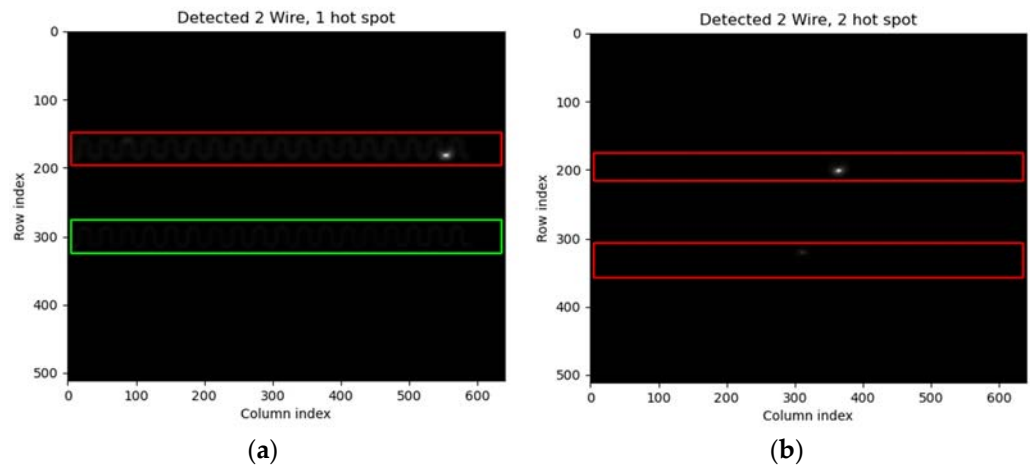 Detected 2 Wire, 1 hot spot
0
100
200
300
400
500
Row index
0 100 200 300 400 500 600
Column index
(a)
Detected 2 Wire, 2 hot spot
0
100
200
300
400
500
Row index
0 100 200 300 400 500 600
Column index
(b)